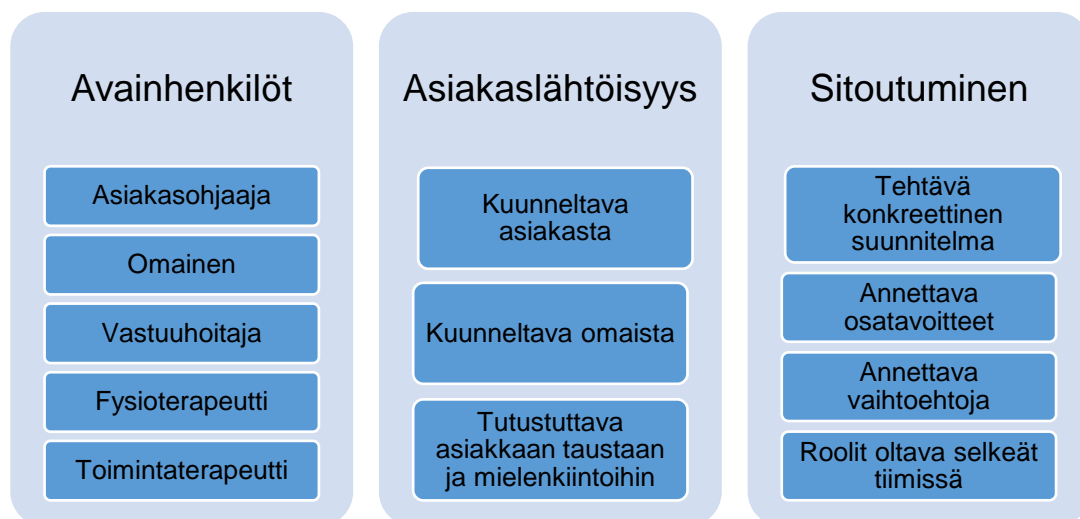 Avainhenkilöt
Asiakasohjaaja
Omainen
Vastuuhoitaja
Fysioterapeutti
Toimintaterapeutti
Asiakaslähtöisyys
Kuunneltava
asiakasta
Kuunneltava omaista
Tutustuttava
asiakkaan taustaan
ja mielenkiintoihin
Sitoutuminen
Tehtävä
konkreettinen
suunnitelma
Annettava
osatavoitteet
Annettava
vaihtoehtoja
Roolit oltava selkeät
tiimissä